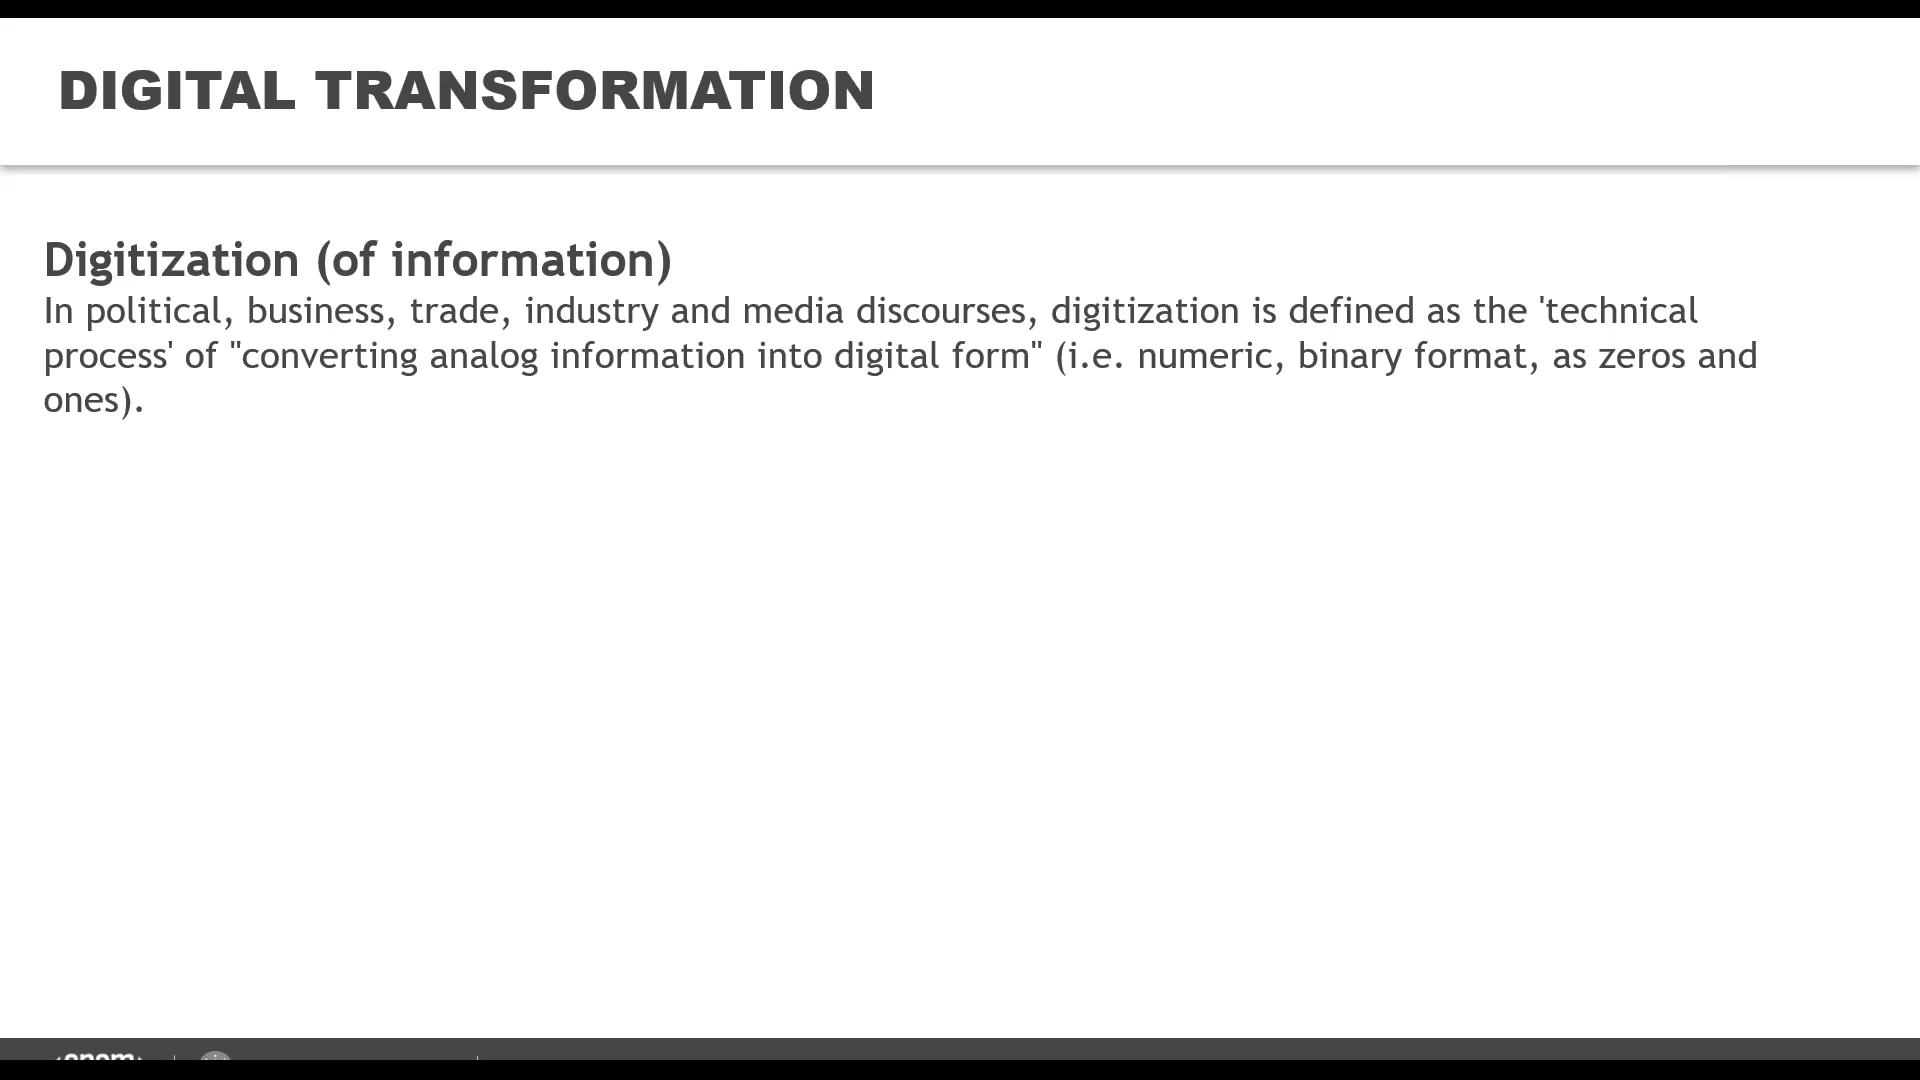 DIGITAL TRANSFORMATION
Digitization (of information)
In political, business, trade, industry and media discourses, digitization is defined as the 'technical
process' of "converting analog information into digital form" (i.e. numeric, binary format, as zeros and
ones).